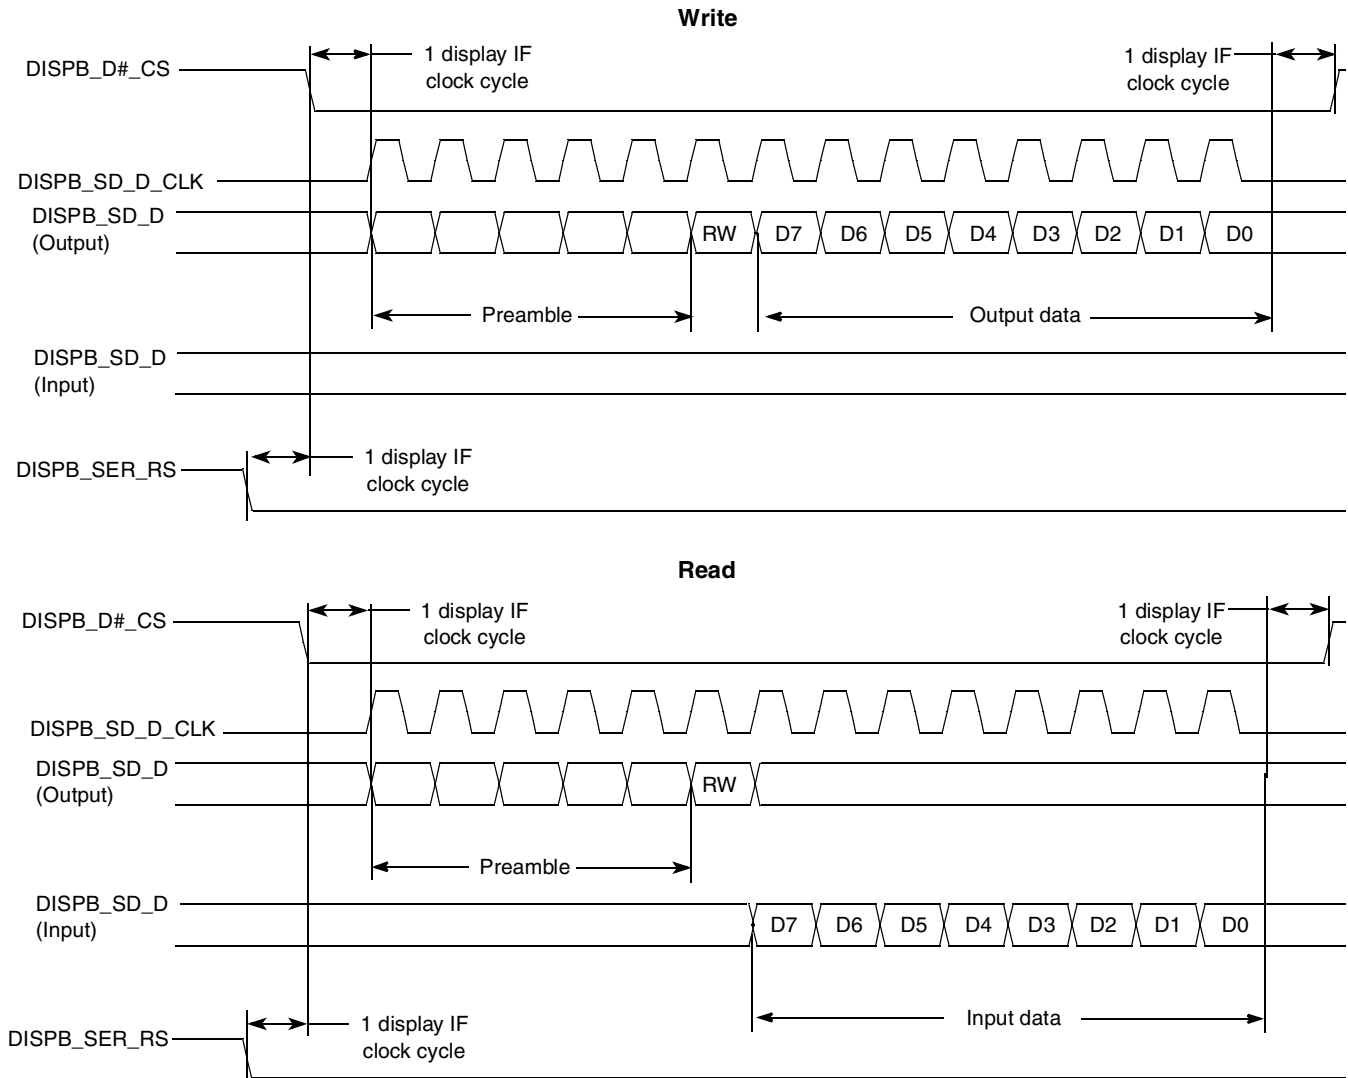 Write
DISPB_D#_CS
1 display IF
clock cycle
1 display IF
clock cycle
DISPB_SD_D_CLK
DISPB_SD_D
(Output)
RW D7 D6 D5 D4 D3 D2 D1 D0
Preamble
Output data
DISPB_SD_D
(Input)
DISPB_SER_RS
1 display IF
clock cycle
Read
DISPB_D#_CS
1 display IF
clock cycle
1 display IF
clock cycle
DISPB_SD_D_CLK
DISPB_SD_D
(Output)
RW
Preamble
DISPB_SD_D
(Input)
D7 D6 D5 D4 D3 D2 D1 D0
Input data
DISPB_SER_RS
1 display IF
clock cycle